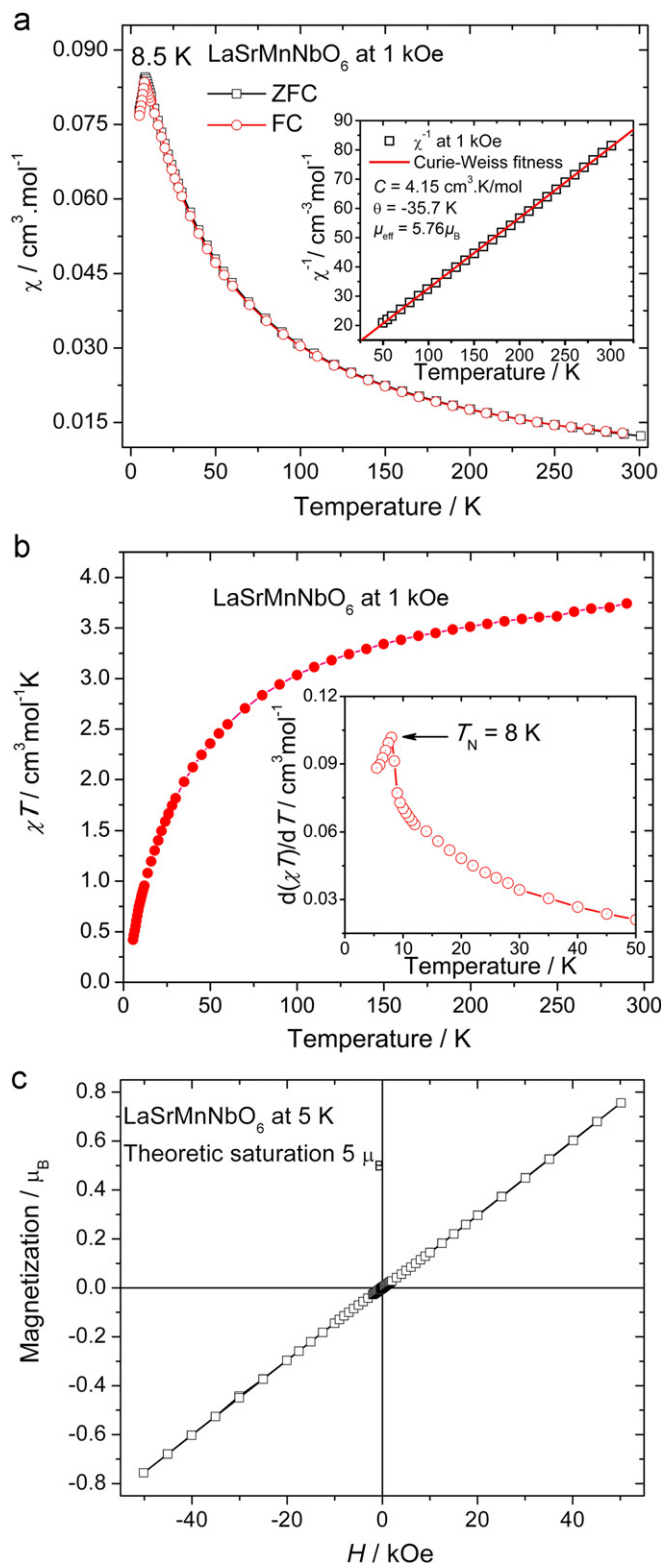 a
8.5 K LaSrMnNbO₆ at 1 kOe
ZFC
FC
χ⁻¹ at 1 kOe
Curie-Weiss fitness
C = 4.15 cm³.K/mol
θ = -35.7 K
μeff = 5.76μB
χ⁻¹/ cm⁻³mol¹
90
80
70
60
50
40
30
20
50 100 150 200 250 300
Temperature / K
χ / cm³.mol⁻¹
0.090
0.075
0.060
0.045
0.030
0.015
0 50 100 150 200 250 300
Temperature / K
b
LaSrMnNbO₆ at 1 kOe
χT / cm³mol⁻¹K
4.0
3.5
3.0
2.5
2.0
1.5
1.0
0.5
0.0
TN = 8 K
d(χT)/dT / cm³mol⁻¹
0.12
0.09
0.06
0.03
0 10 20 30 40 50
Temperature / K
0 50 100 150 200 250 300
Temperature / K
c
LaSrMnNbO₆ at 5 K
Theoretic saturation 5 μB
Magnetization / μB
0.8
0.6
0.4
0.2
0.0
-0.2
-0.4
-0.6
-0.8
-40 -20 0 20 40
H / kOe